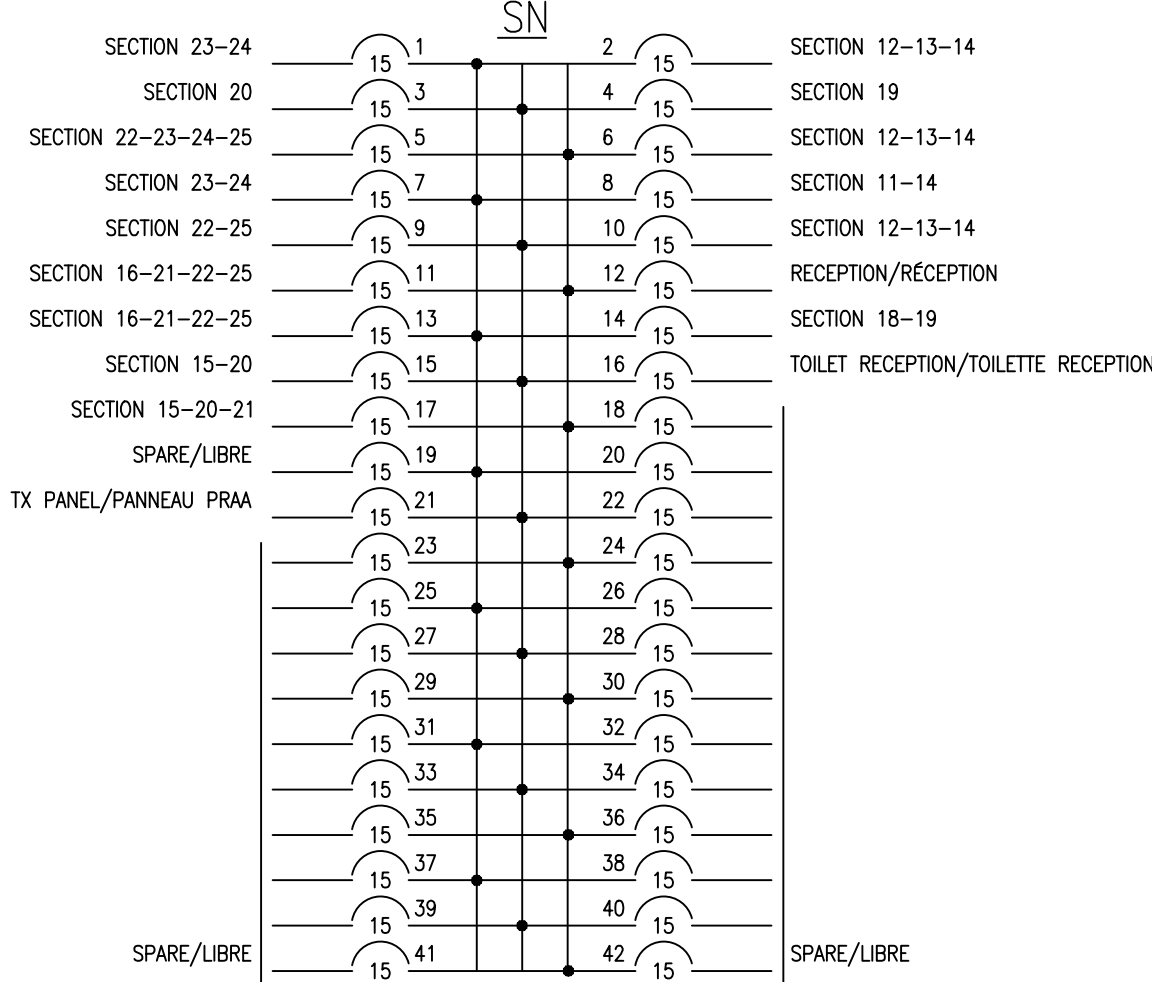 SN
SECTION 23-24 15 1 2 15 SECTION 12-13-14
SECTION 20 15 3 4 15 SECTION 19
SECTION 22-23-24-25 15 5 6 15 SECTION 12-13-14
SECTION 23-24 15 7 8 15 SECTION 11-14
SECTION 22-25 15 9 10 15 SECTION 12-13-14
SECTION 16-21-22-25 15 11 12 15 RECEPTION/RÉCEPTION
SECTION 16-21-22-25 15 13 14 15 SECTION 18-19
SECTION 15-20 15 15 16 15 TOILET RECEPTION/TOILETTE RECEPTION
SECTION 15-20-21 15 17 18 15
SPARE/LIBRE 15 19 20 15
TX PANEL/PANNEAU PRAA 15 21 22 15
15 23 24 15
15 25 26 15
15 27 28 15
15 29 30 15
15 31 32 15
15 33 34 15
15 35 36 15
15 37 38 15
15 39 40 15
SPARE/LIBRE 15 41 42 15 SPARE/LIBRE